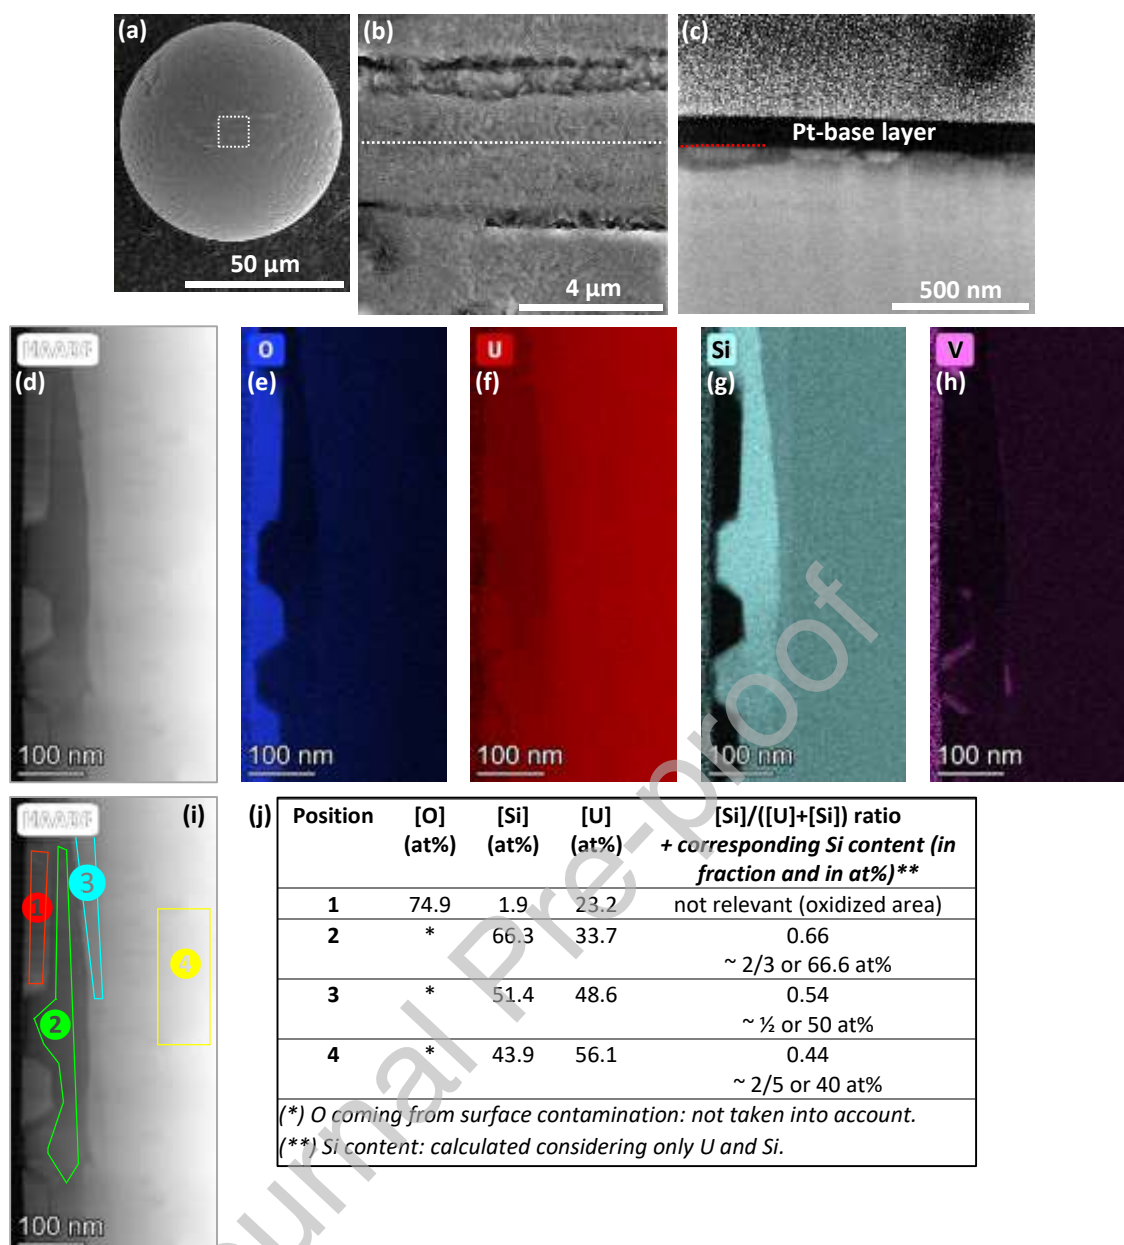 (a)
50 µm
(b)
4 µm
(c)
Pt-base layer
500 nm
HAADF
(d)
100 nm
O
(e)
100 nm
U
(f)
100 nm
Si
(g)
100 nm
V
(h)
100 nm
HAADF
(i)
1
2
3
4
100 nm
(j)
Position [O] [Si] [U] [Si]/([U]+[Si]) ratio
(at%) (at%) (at%) + corresponding Si content (in
fraction and in at%)**
1 74.9 1.9 23.2 not relevant (oxidized area)
2 * 66.3 33.7 0.66
~ 2/3 or 66.6 at%
3 * 51.4 48.6 0.54
~ ½ or 50 at%
4 * 43.9 56.1 0.44
~ 2/5 or 40 at%
(*) O coming from surface contamination: not taken into account.
(**) Si content: calculated considering only U and Si.
urnal Pre-proof